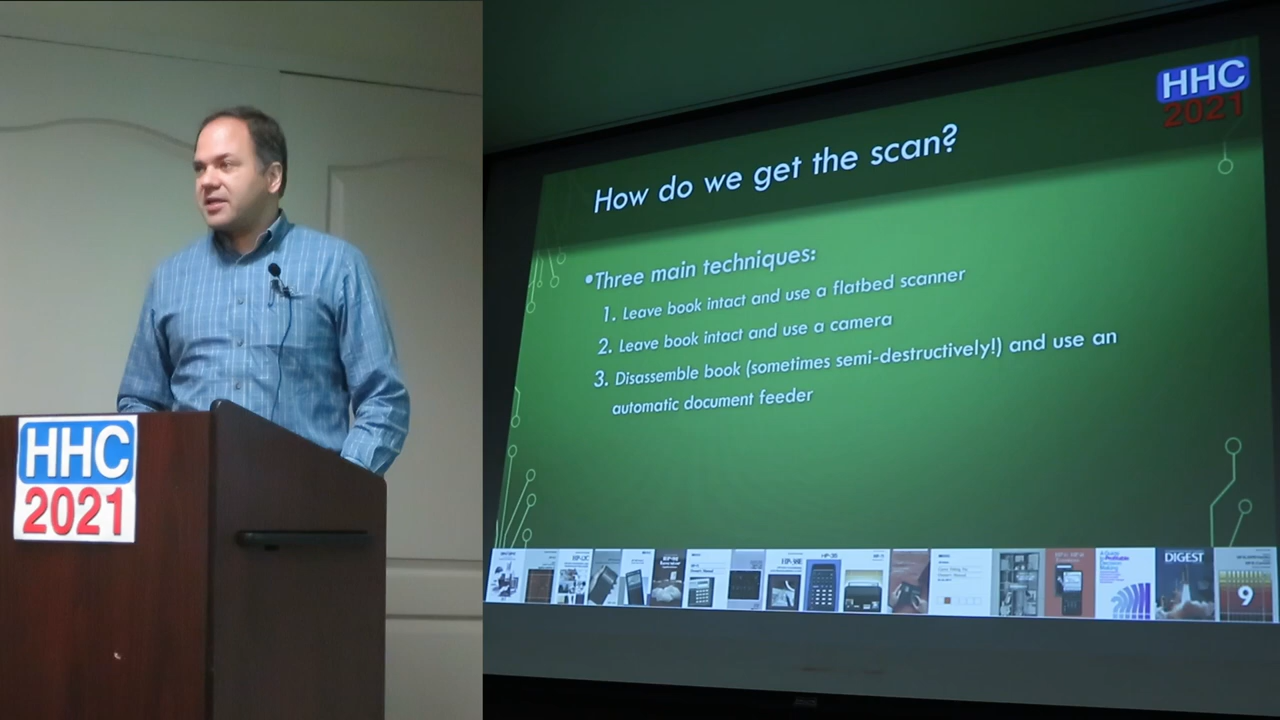 HHC
2021
HHC
2021
How do we get the scan?
•Three main techniques:
1. Leave book intact and use a flatbed scanner
2. Leave book intact and use a camera
3. Disassemble book (sometimes semi-destructively!) and use an
automatic document feeder
DIGEST
9